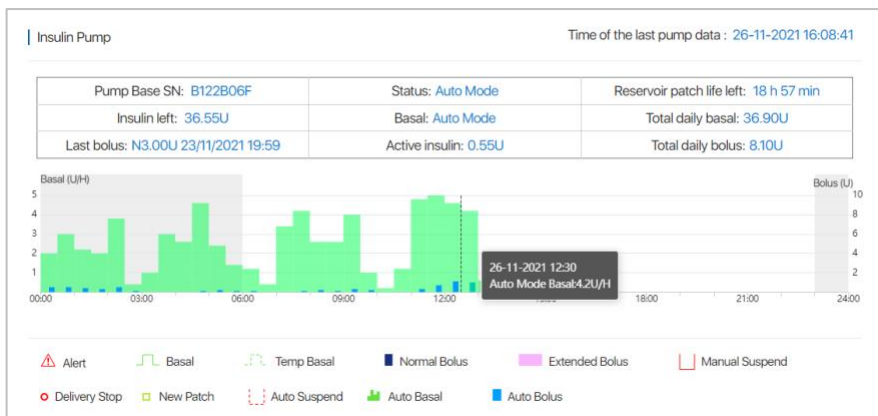 Insulin Pump Time of the last pump data : 26-11-2021 16:08:41
Pump Base SN: B122B06F Status: Auto Mode Reservoir patch life left: 18 h 57 min
Insulin left: 36.55U Basal: Auto Mode Total daily basal: 36.90U
Last bolus: N3.00U 23/11/2021 19:59 Active insulin: 0.55U Total daily bolus: 8.10U
Basal (U/H) Bolus (U)
5 10
4 8
3 6
2 4
1 2
26-11-2021 12:30
Auto Mode Basal:4.2U/H
00:00 03:00 06:00 09:00 12:00 18:00 21:00 24:00
Alert Basal Temp Basal Normal Bolus Extended Bolus Manual Suspend
Delivery Stop New Patch Auto Suspend Auto Basal Auto Bolus